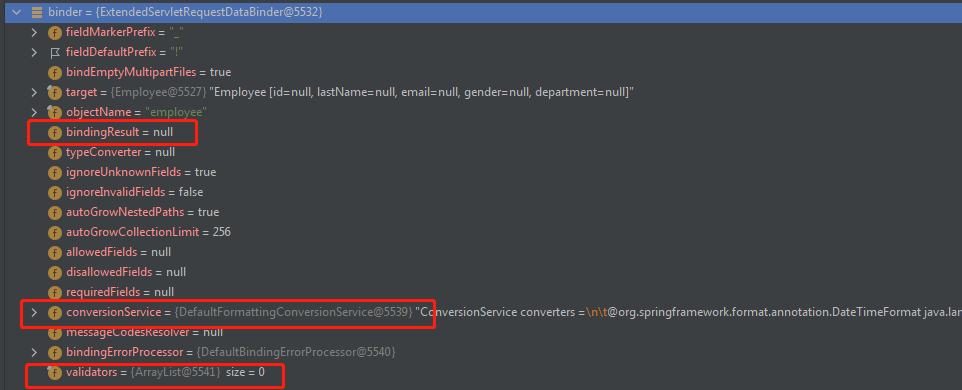 binder = {ExtendedServletRequestDataBinder@5532}
fieldMarkerPrefix = "_"
fieldDefaultPrefix = "!"
bindEmptyMultipartFiles = true
target = {Employee@5527} "Employee [id=null, lastName=null, email=null, gender=null, department=null]"
objectName = "employee"
bindingResult = null
typeConverter = null
ignoreUnknownFields = true
ignoreInvalidFields = false
autoGrowNestedPaths = true
autoGrowCollectionLimit = 256
allowedFields = null
disallowedFields = null
requiredFields = null
conversionService = {DefaultFormattingConversionService@5539} "ConversionService converters =\n\t@org.springframework.format.annotation.DateTimeFormat java.lan
messageCodesResolver = null
bindingErrorProcessor = {DefaultBindingErrorProcessor@5540}
validators = {ArrayList@5541} size = 0